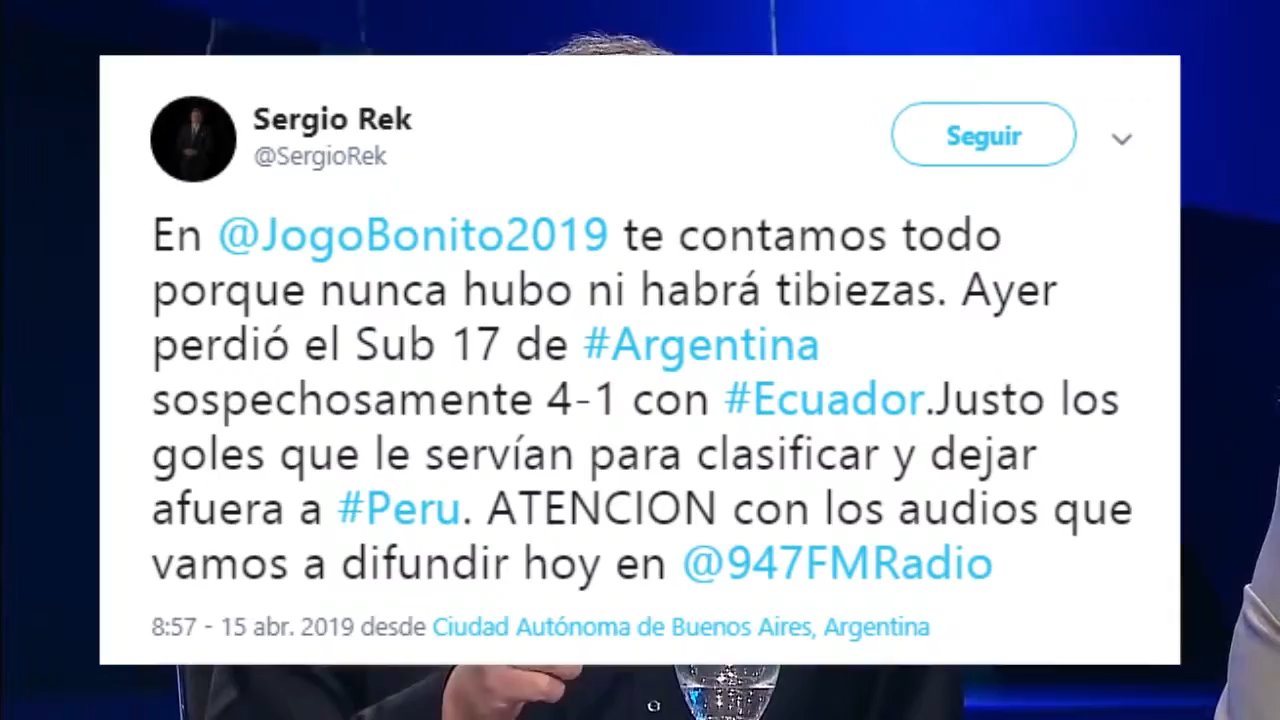 Sergio Rek
@SergioRek
Seguir
En @JogoBonito2019 te contamos todo
porque nunca hubo ni habrá tibiezas. Ayer
perdió el Sub 17 de #Argentina
sospechosamente 4-1 con #Ecuador.Justo los
goles que le servían para clasificar y dejar
afuera a #Peru. ATENCION con los audios que
vamos a difundir hoy en @947FMRadio
8:57 - 15 abr. 2019 desde Ciudad Autónoma de Buenos Aires, Argentina